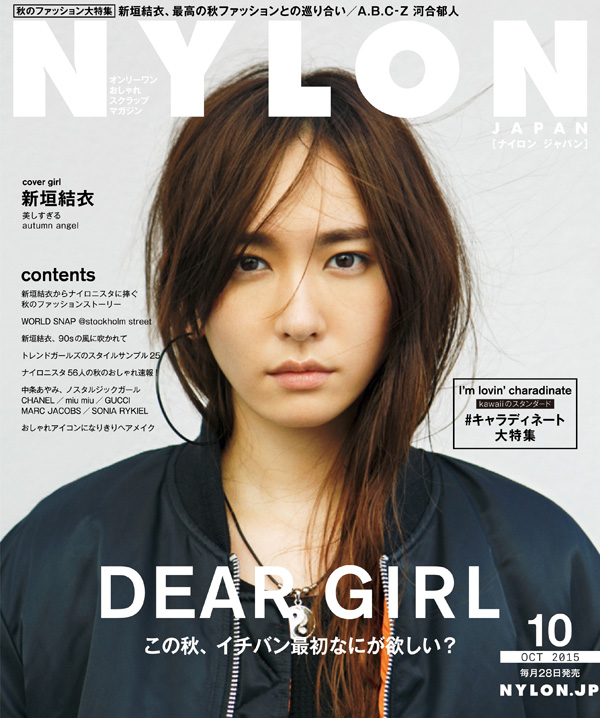 秋のファッション大特集 新垣結衣、最高の秋ファッションとの巡り合い／A.B.C-Z 河合郁人
NYLON
オンリーワン
おしゃれ
スクラップ
マガジン
JAPAN
[ナイロン ジャパン]
cover girl
新垣結衣
美しすぎる
autumn angel
contents
新垣結衣からナイロニスタに捧ぐ
秋のファッションストーリー
WORLD SNAP @stockholm street
新垣結衣、90sの風に吹かれて
トレンドガールズのスタイルサンプル25
ナイロニスタ56人の秋のおしゃれ速報！
中条あやみ、ノスタルジックガール
CHANEL／miu miu／GUCCI
MARC JACOBS／SONIA RYKIEL
おしゃれアイコンになりきりヘアメイク
I'm lovin' charadinate
kawaiiのスタンダード
#キャラディネート
大特集
DEAR GIRL
この秋、イチバン最初なにが欲しい？
10
OCT 2015
毎月28日発売
NYLON.JP